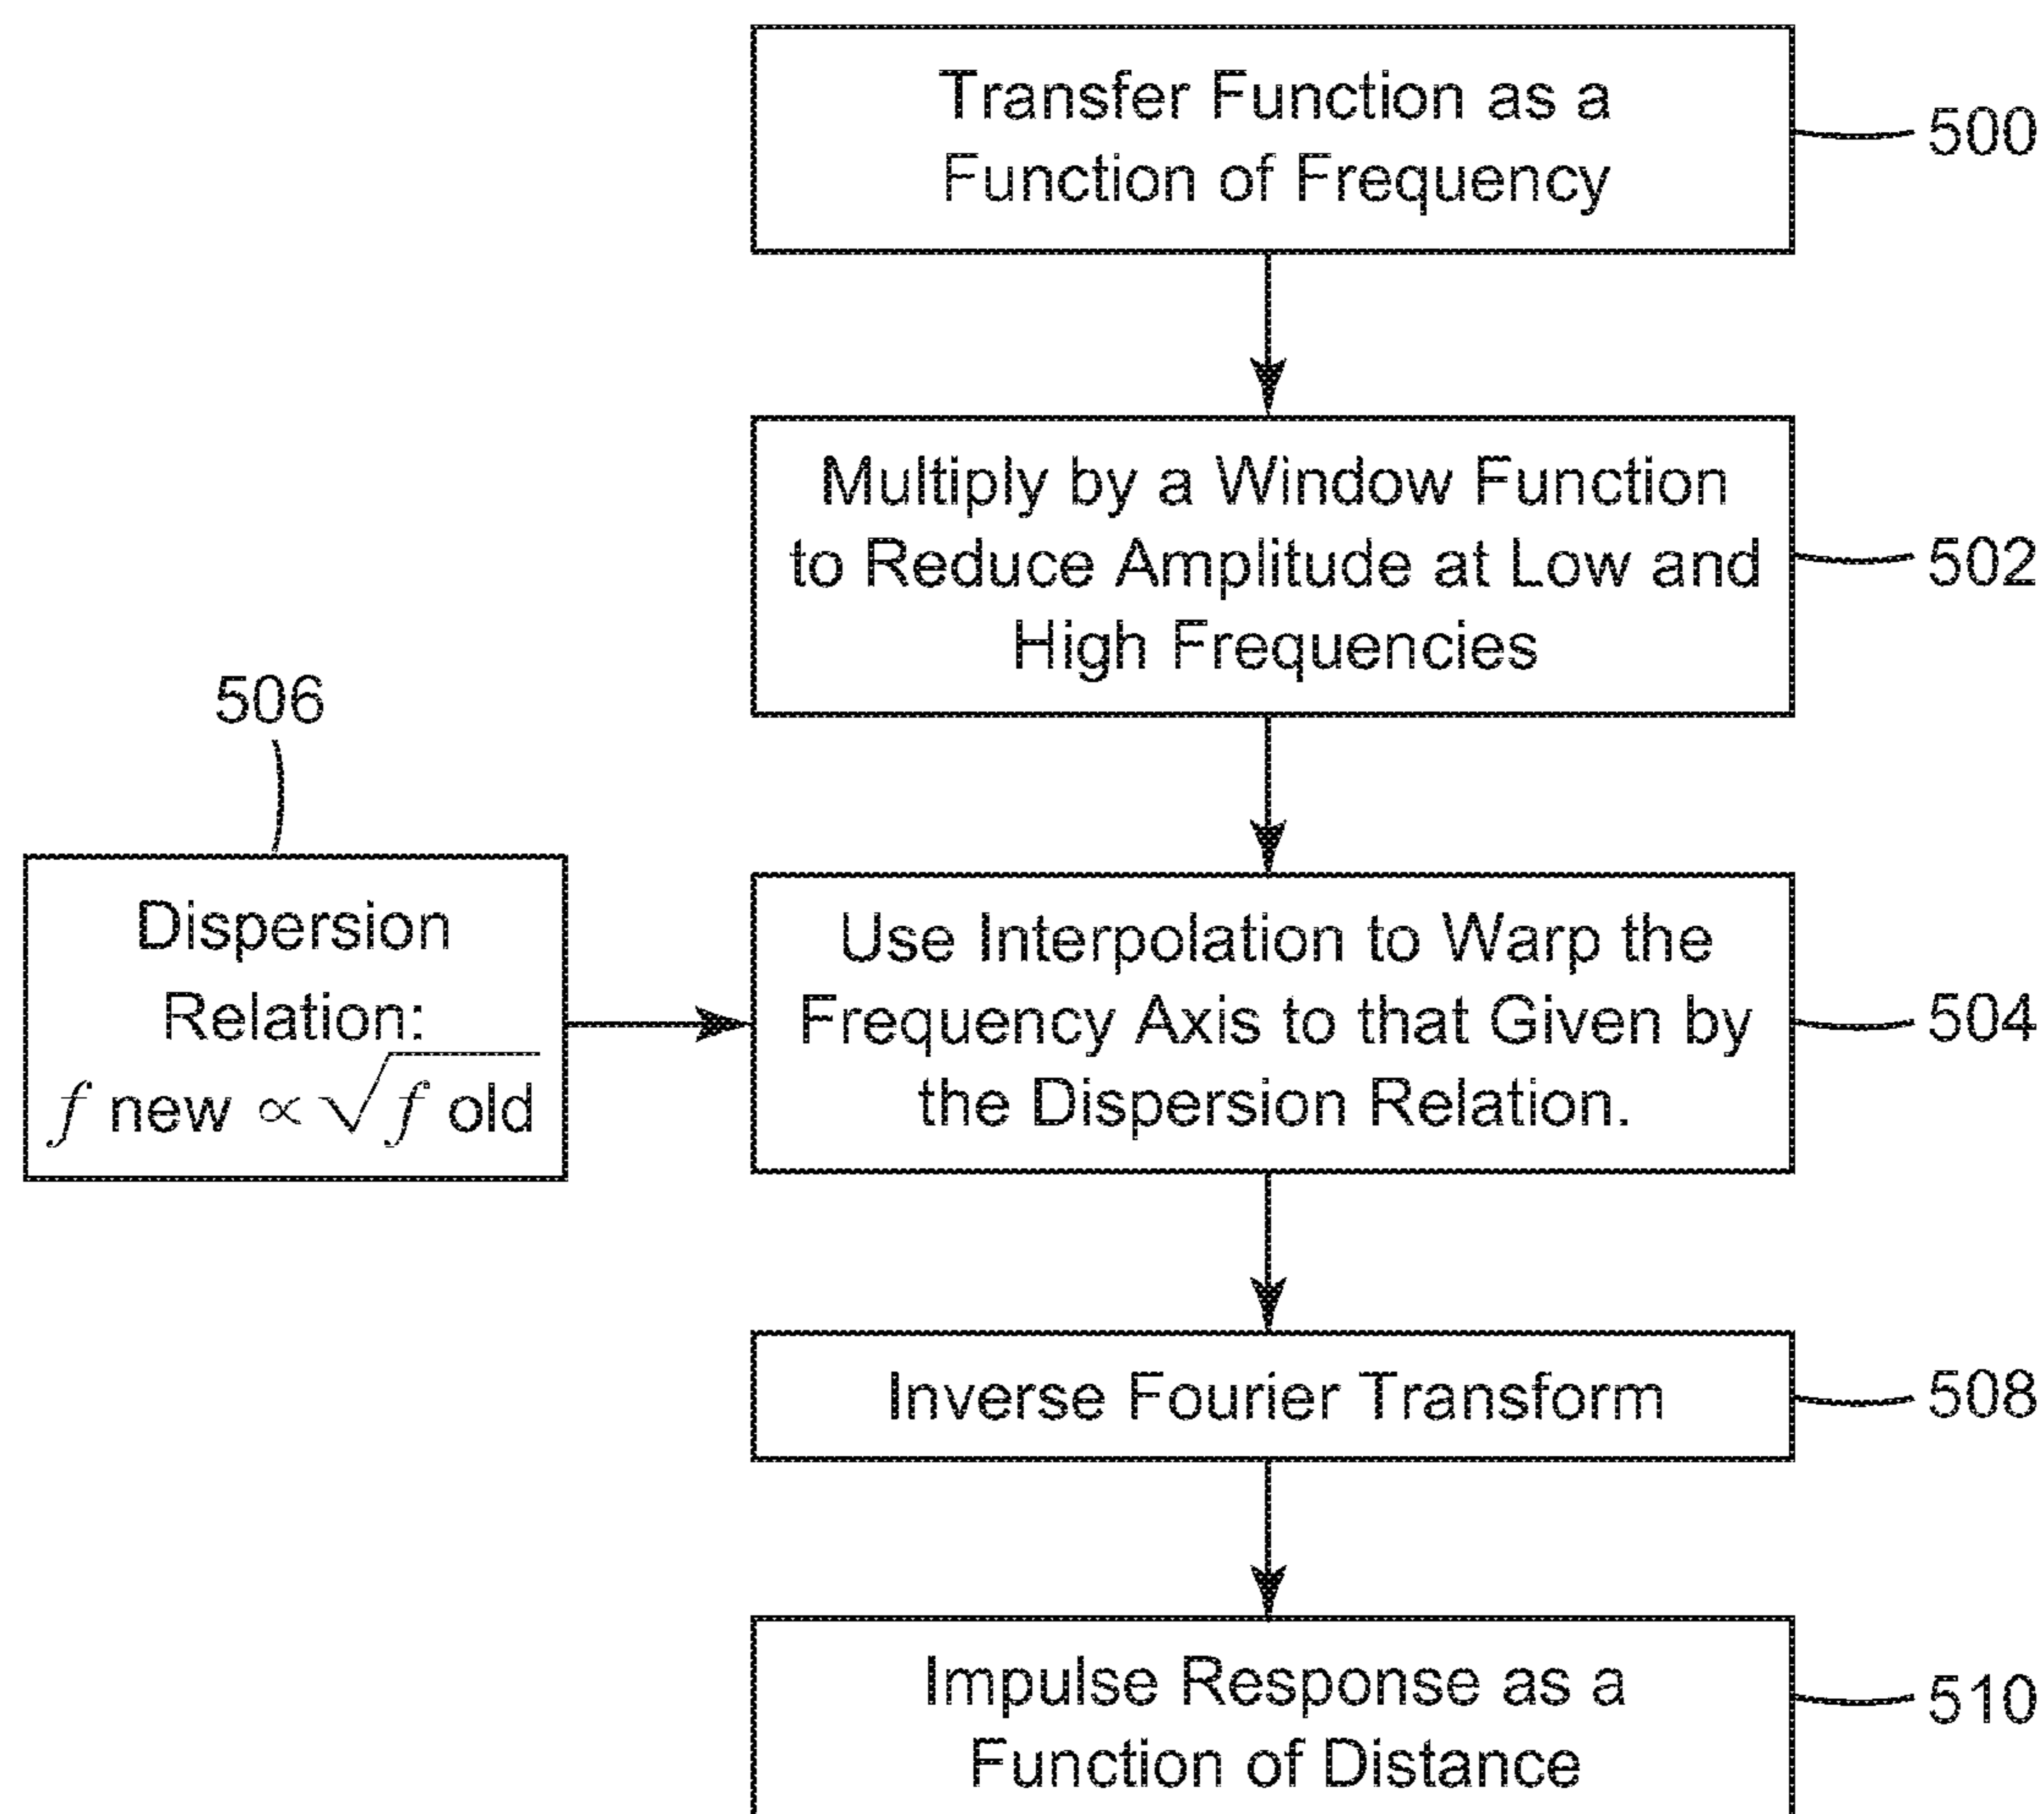 Transfer Function as a
Function of Frequency
500
Multiply by a Window Function
to Reduce Amplitude at Low and
High Frequencies
502
506
Dispersion
Relation:
f new ∝ √f old
Use Interpolation to Warp the
Frequency Axis to that Given by
the Dispersion Relation.
504
Inverse Fourier Transform
508
Impulse Response as a
Function of Distance
510